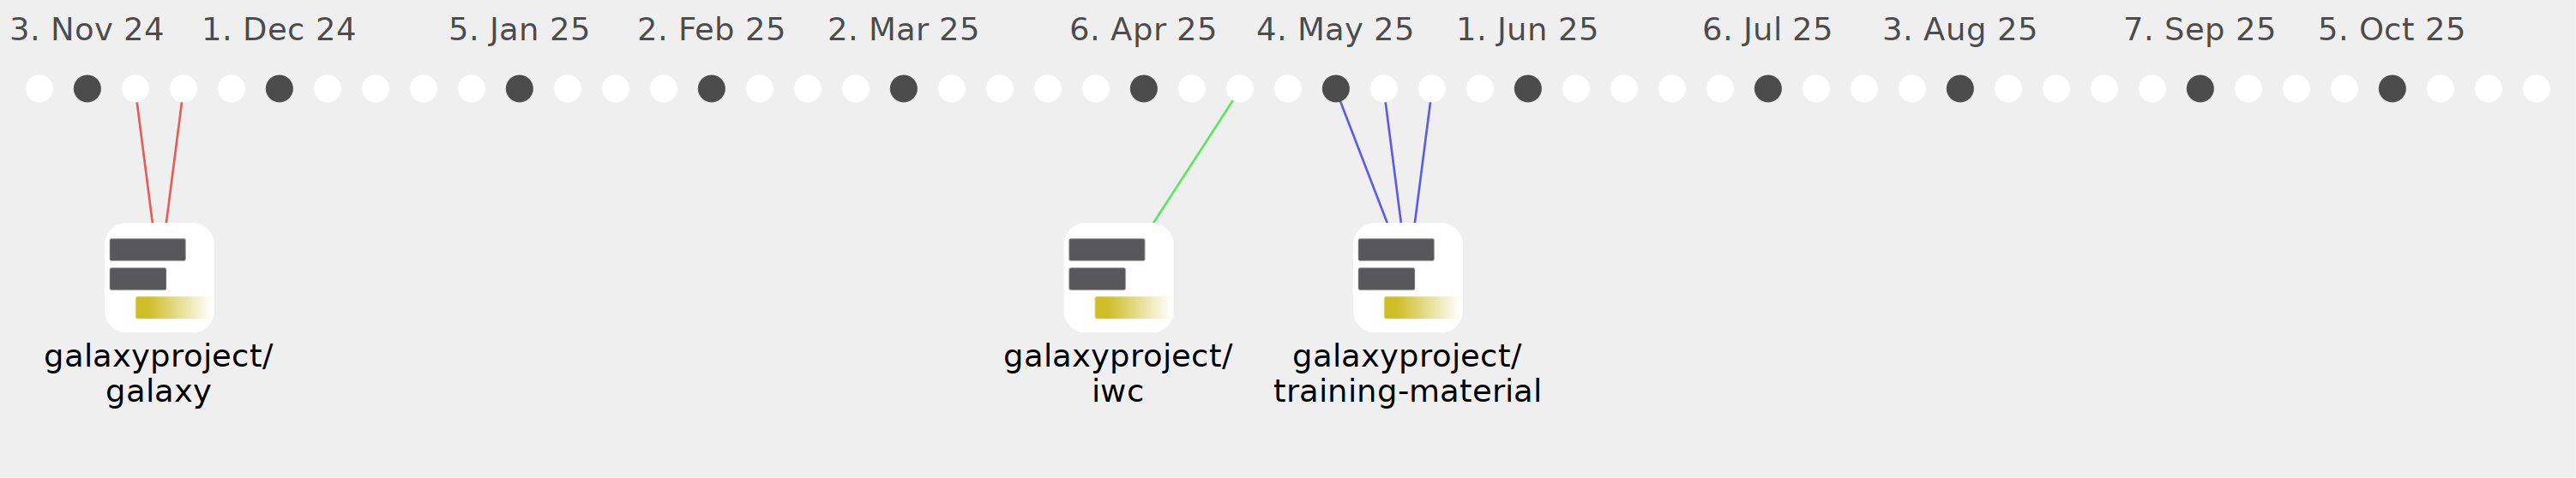 3. Nov 24 1. Dec 24 5. Jan 25 2. Feb 25 2. Mar 25 6. Apr 25 4. May 25 1. Jun 25 6. Jul 25 3. Aug 25 7. Sep 25 5. Oct 25
galaxyproject/
galaxy
galaxyproject/
iwc
galaxyproject/
training-material